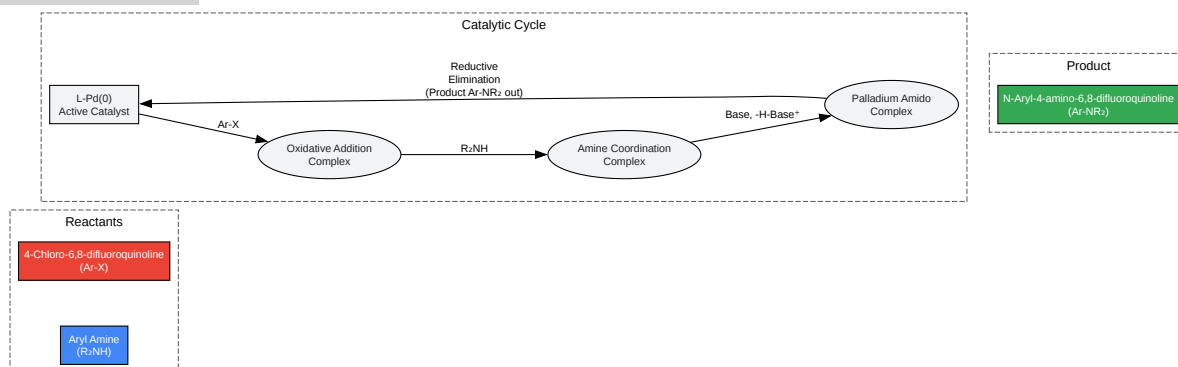 Catalytic Cycle
Reductive
Elimination
(Product Ar-NR₂ out)
L-Pd(0)
Active Catalyst
Ar-X
Oxidative Addition
Complex
R₂NH
Amine Coordination
Complex
Base, -H-Base⁺
Palladium Amido
Complex
Product
N-Aryl-4-amino-6,8-difluoroquinoline
(Ar-NR₂)
Reactants
4-Chloro-6,8-difluoroquinoline
(Ar-X)
Aryl Amine
(R₂NH)